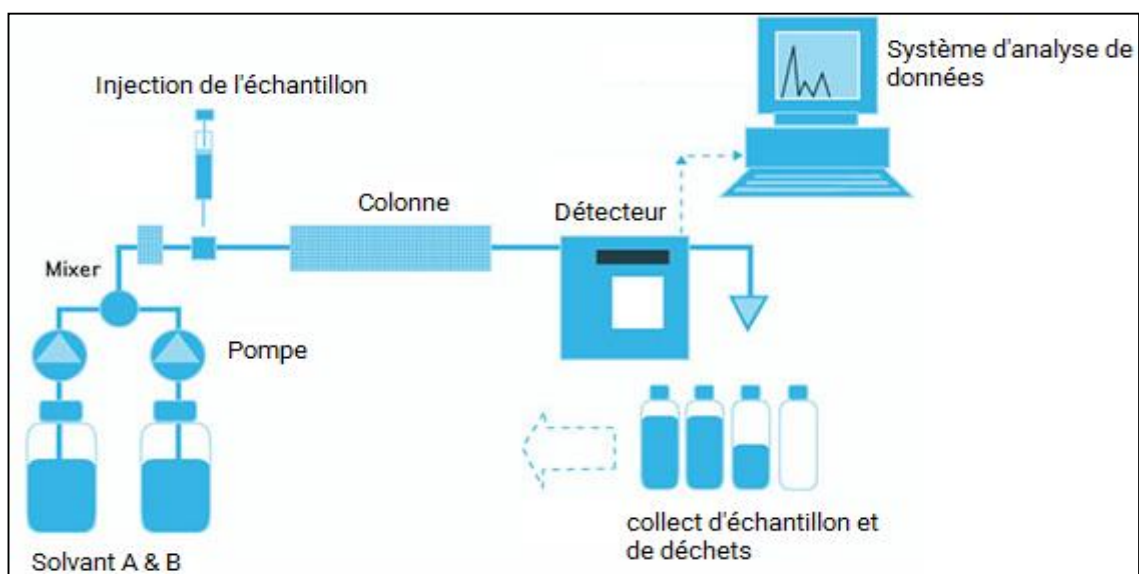 Système d'analyse de
données
Injection de l'échantillon
Colonne
Détecteur
Mixer
Pompe
collect d'échantillon et
de déchets
Solvant A & B